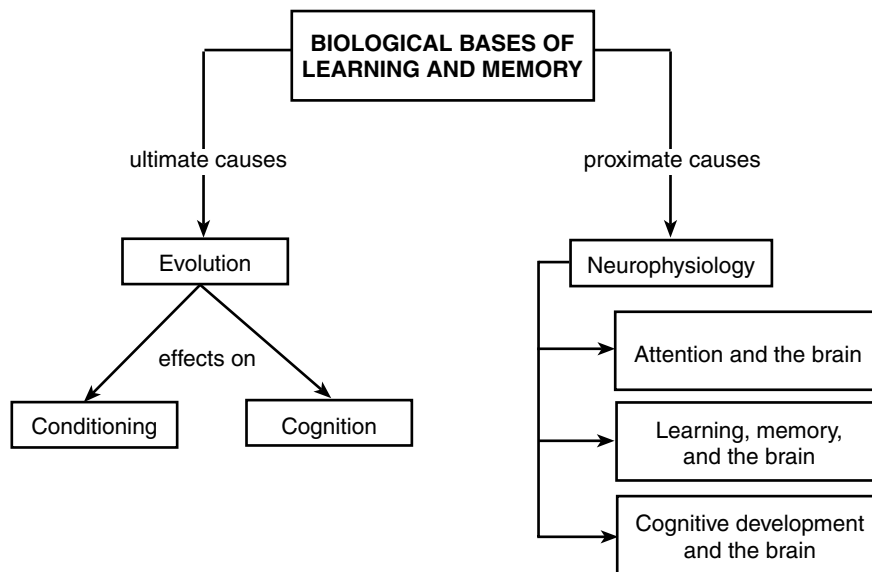 BIOLOGICAL BASES OF
LEARNING AND MEMORY
ultimate causes
proximate causes
Evolution
Neurophysiology
effects on
Conditioning
Cognition
Attention and the brain
Learning, memory,
and the brain
Cognitive development
and the brain